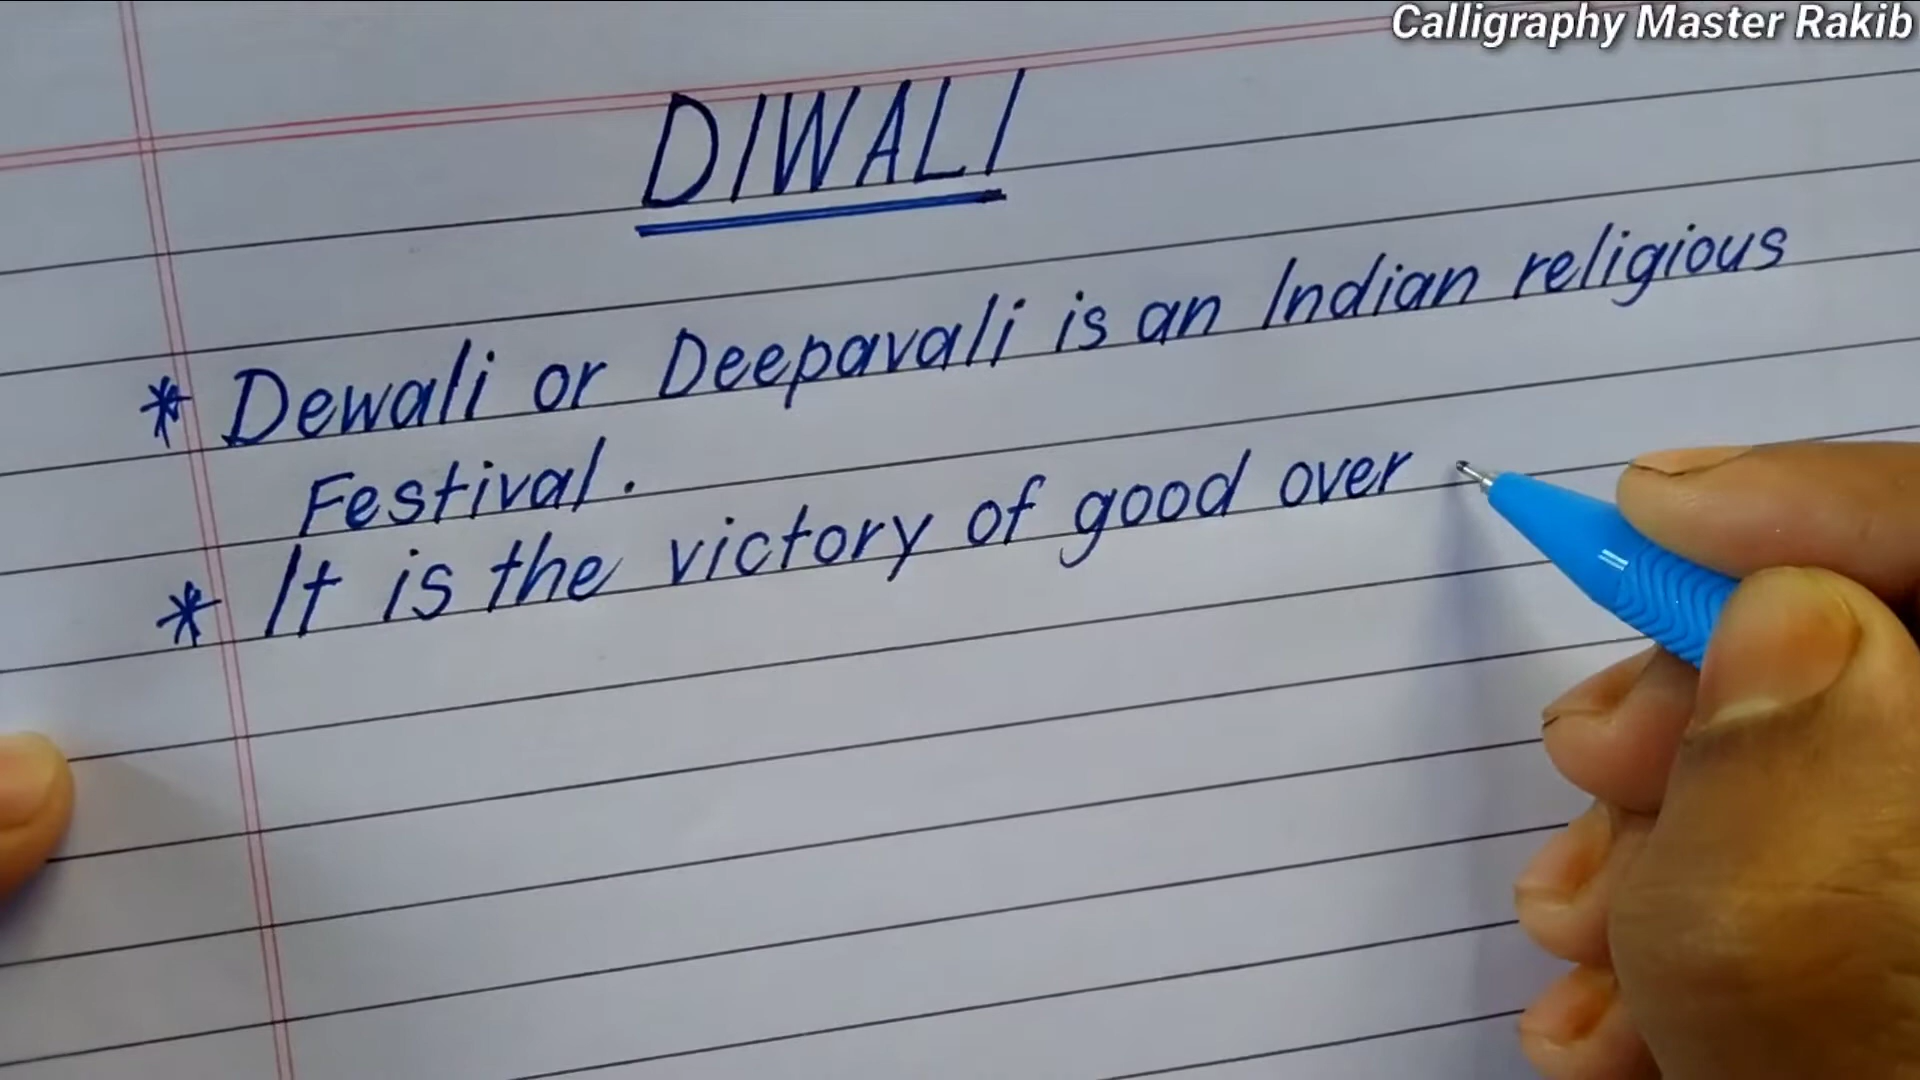 Calligraphy Master Rakib
DIWALI
* Dewali or Deepavali is an Indian religious
Festival.
* It is the victory of good over